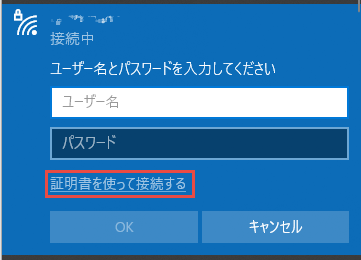 接続中
ユーザー名とパスワードを入力してください
ユーザー名
パスワード
証明書を使って接続する
OK
キャンセル